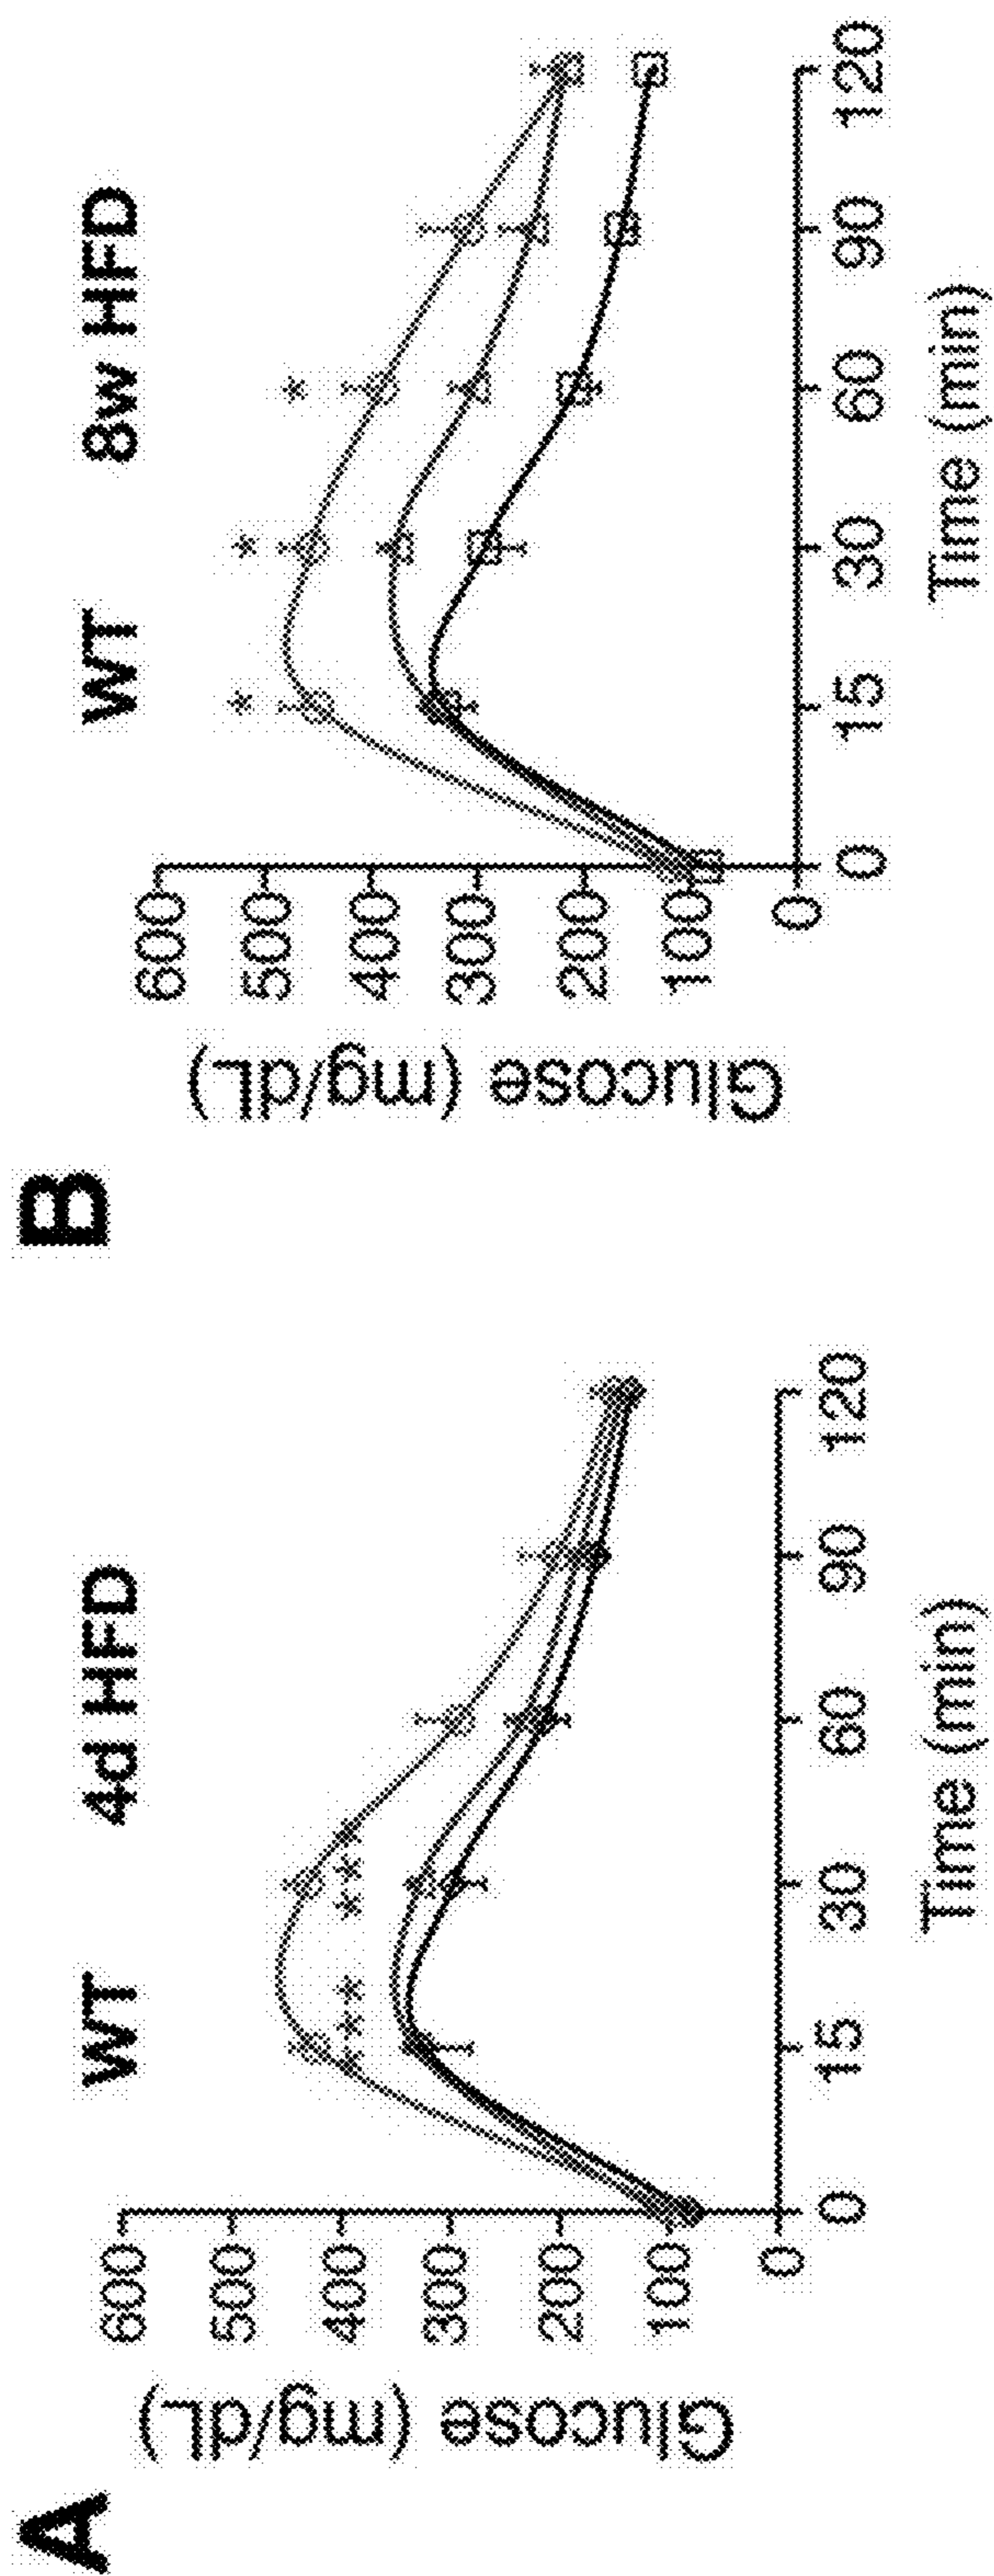 A
WT 4d HFD
Glucose (mg/dL)
600
500
400
300
200
100
0
*** ***
0 15 30 60 90 120
Time (min)
B
WT 8w HFD
Glucose (mg/dL)
600
500
400
300
200
100
0
* * *
0 15 30 60 90 120
Time (min)